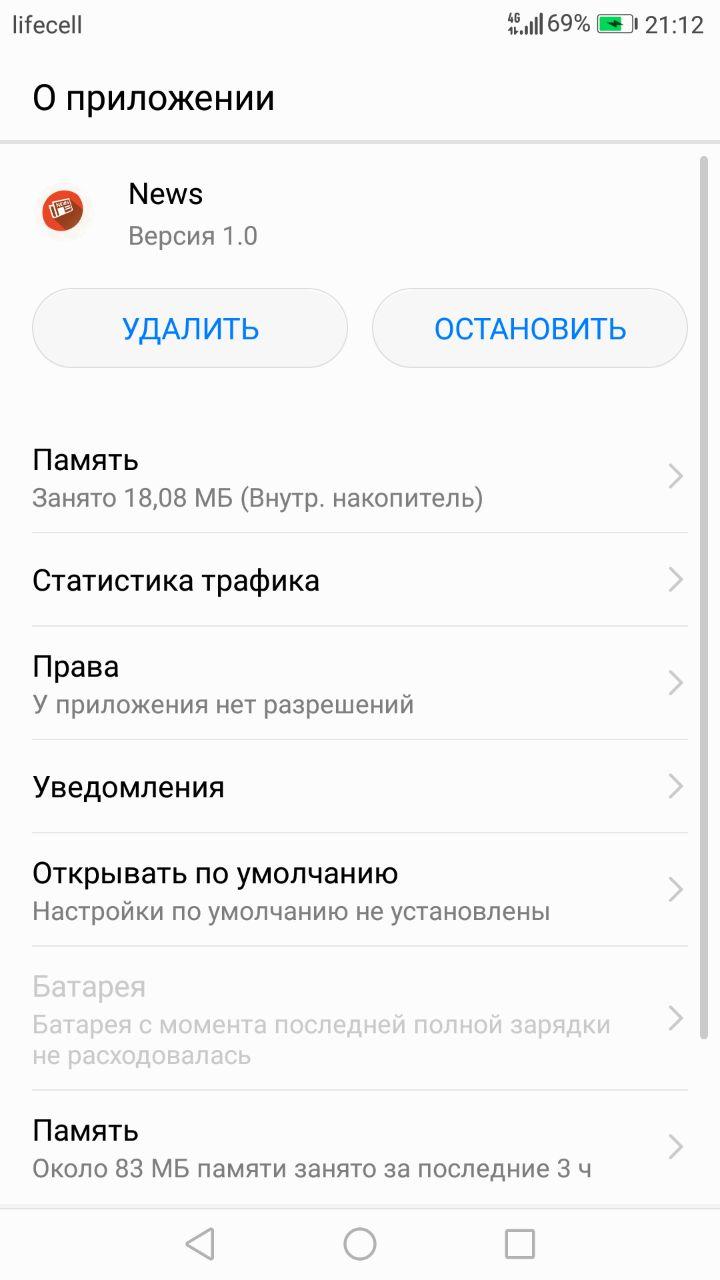 lifecell
4G 69% 21:12
О приложении
NEWS
News
Версия 1.0
УДАЛИТЬ
ОСТАНОВИТЬ
Память
Занято 18,08 МБ (Внутр. накопитель)
Статистика трафика
Права
У приложения нет разрешений
Уведомления
Открывать по умолчанию
Настройки по умолчанию не установлены
Батарея
Батарея с момента последней полной зарядки
не расходовалась
Память
Около 83 МБ памяти занято за последние 3 ч